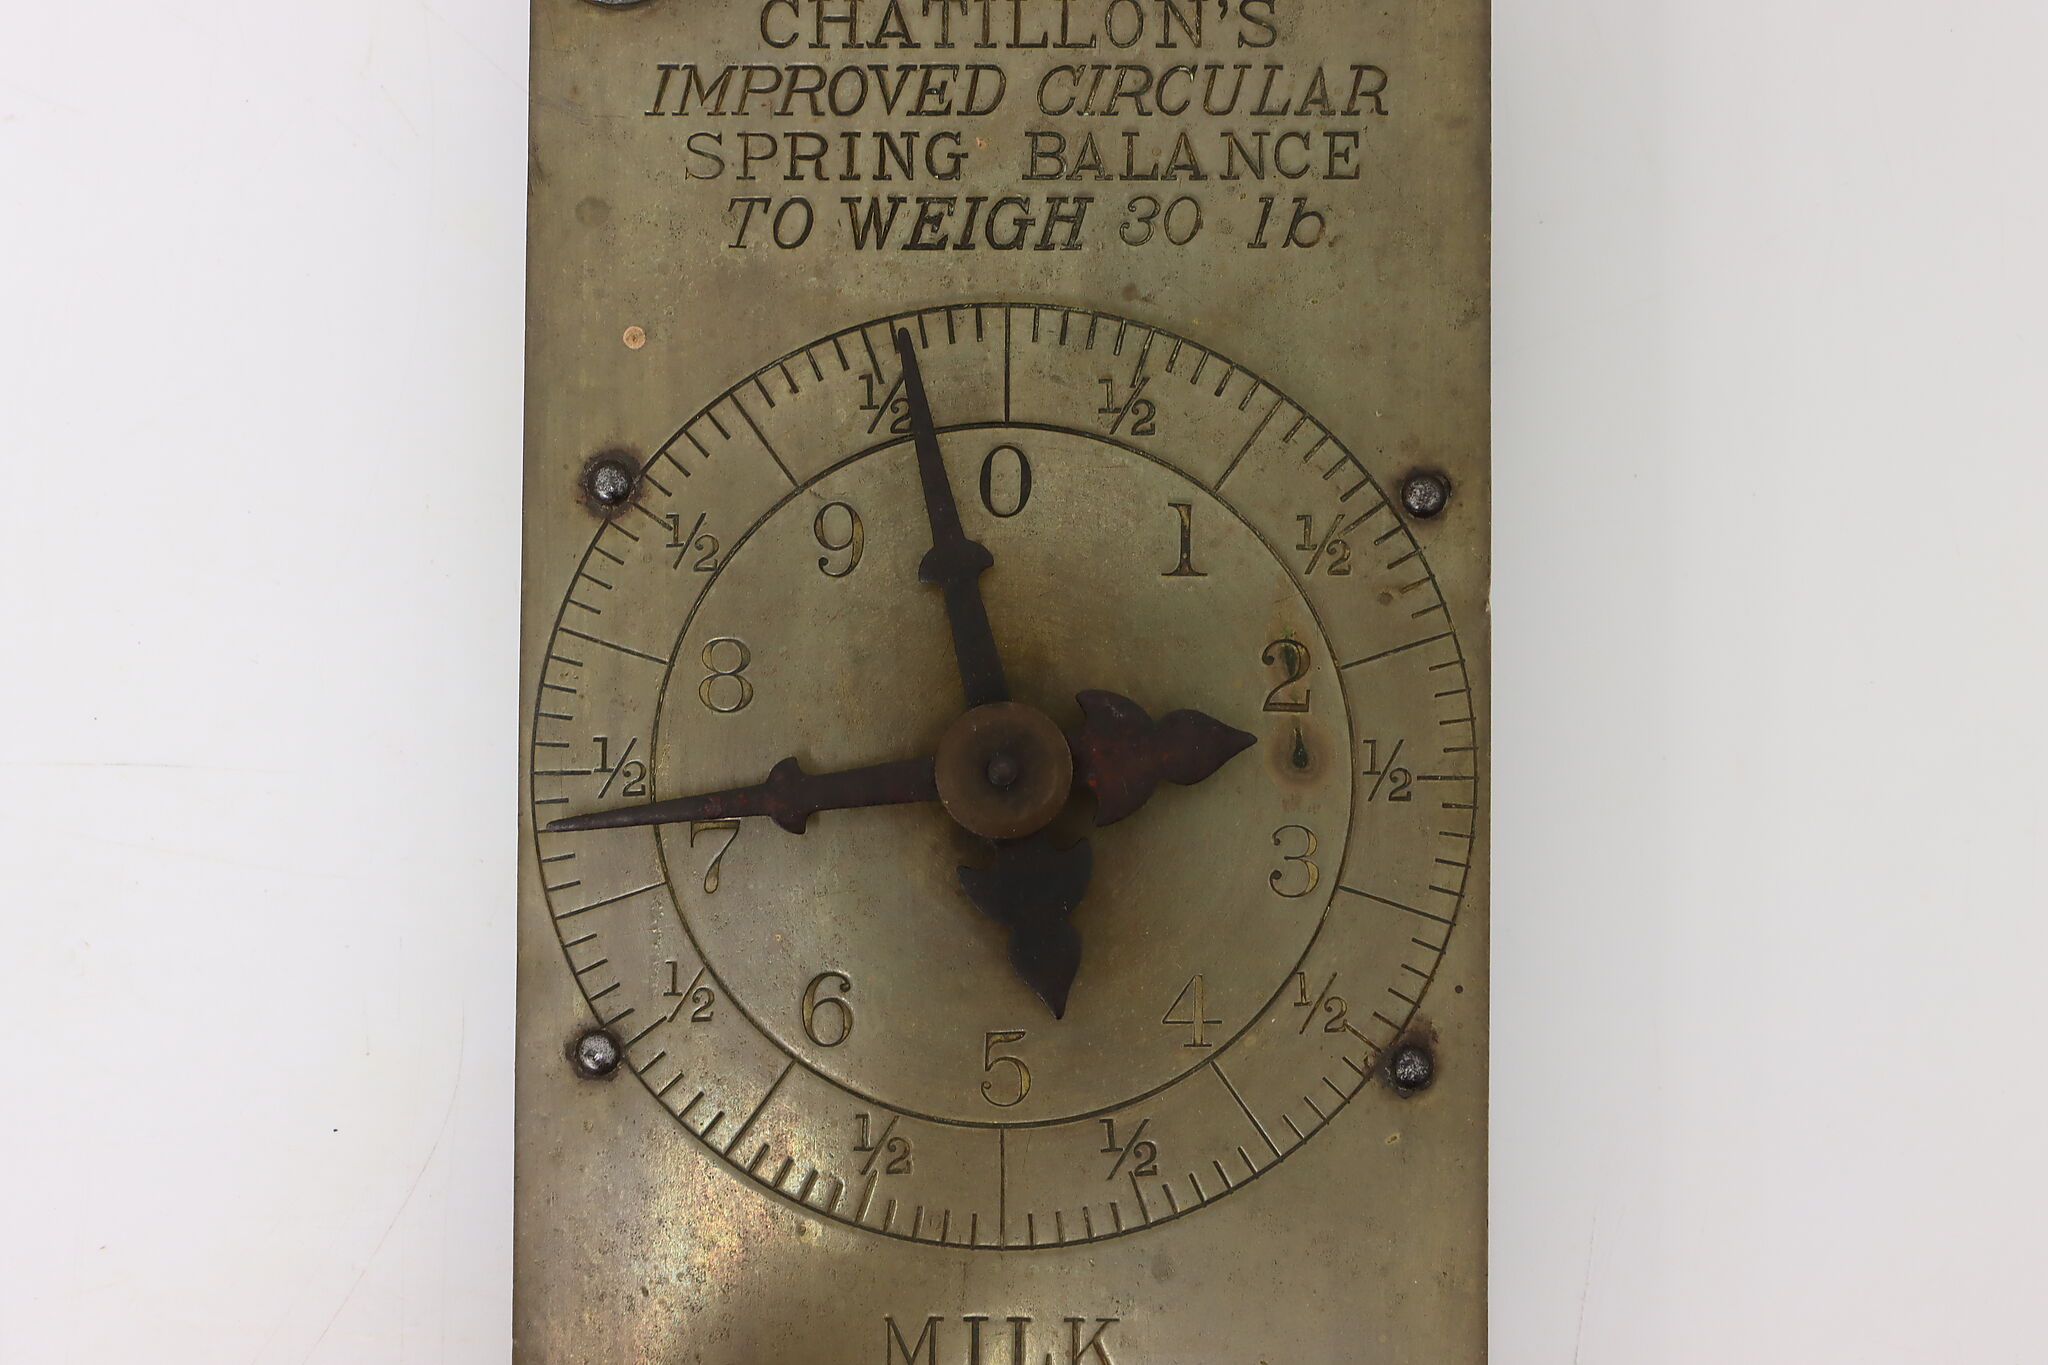 CHATILLON'S
IMPROVED CIRCULAR
SPRING BALANCE
TO WEIGH 30 lb.
½ ½
0
9 1
½ ½
8 2
½ ½
7 3
½ ½
6 4
5
½ ½
MILK